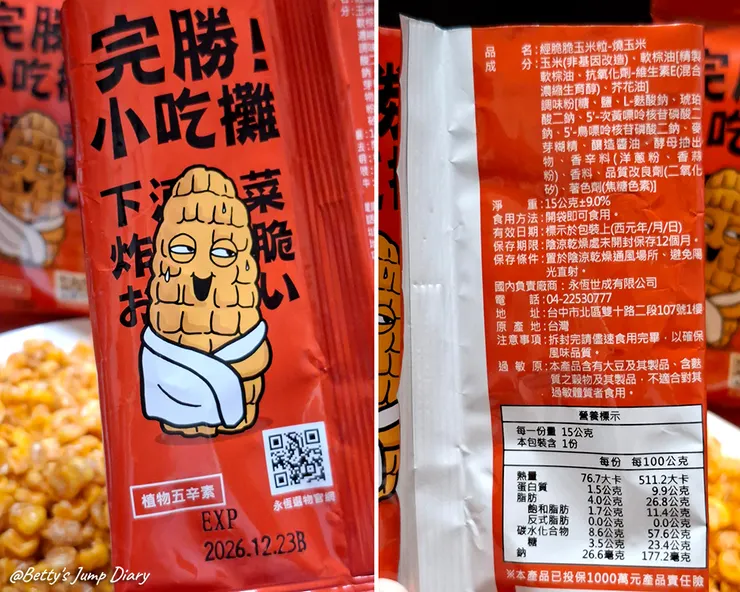 完勝!
小吃攤
下酒菜
炸脆
おい
植物五辛素
永恆選物官網
EXP
2026.12.23B
@Betty's Jump Diary
品　　名:經脆脆玉米粒-燒玉米
成　　分:玉米(非基因改造)、軟棕油[精製
軟棕油、抗氧化劑-維生素E(混合
濃縮生育醇)、芥花油]
調味粉[糖、鹽、L-麩酸鈉、琥珀
酸二鈉、5'-次黃嘌呤核苷磷酸二
鈉、5'-鳥嘌呤核苷磷酸二鈉、麥
芽糊精、釀造醬油、酵母抽出
物、香辛料(洋蔥粉、香蒜
粉)、香料、品質改良劑(二氧化
矽)、著色劑(焦糖色素)]
淨　　重:15公克±9.0%
食用方法:開袋即可食用。
有效日期:標示於包裝上(西元年/月/日)
保存期限:陰涼乾燥處未開封保存12個月。
保存條件:置於陰涼乾燥通風場所、避免陽
光直射。
國內負責廠商:永恆世成有限公司
電　　話:04-22530777
地　　址:台中市北區雙十路二段107號1樓
原 產 地:台灣
注意事項:拆封完請儘速食用完畢,以確保
風味品質。
過 敏 原:本產品含有大豆及其製品、含麩
質之穀物及其製品,不適合對其
過敏體質者食用。
營養標示
每一份量 15公克
本包裝含 1份
每份 每100公克
熱量 76.7大卡 511.2大卡
蛋白質 1.5公克 9.9公克
脂肪 4.0公克 26.8公克
飽和脂肪 1.7公克 11.4公克
反式脂肪 0.0公克 0.0公克
碳水化合物 8.6公克 57.6公克
糖 3.5公克 23.4公克
鈉 26.6毫克 177.2毫克
※本產品已投保1000萬元產品責任險